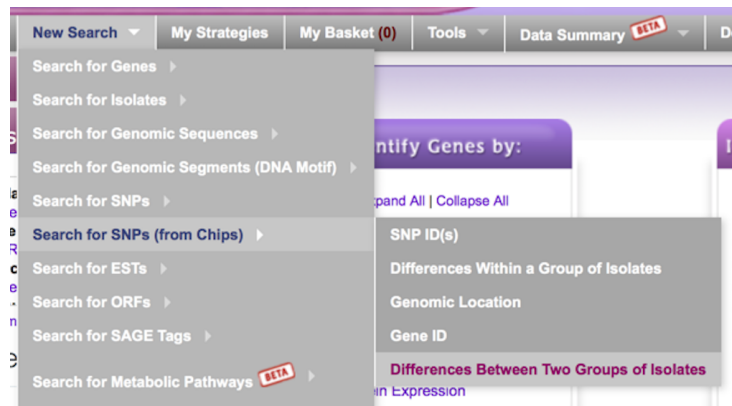 New Search My Strategies My Basket (0) Tools Data Summary BETA
Search for Genes
Search for Isolates
Search for Genomic Sequences
Search for Genomic Segments (DNA Motif)
Search for SNPs
Search for SNPs (from Chips)
Search for ESTs
Search for ORFs
Search for SAGE Tags
Search for Metabolic Pathways BETA
ntify Genes by:
pand All | Collapse All
SNP ID(s)
Differences Within a Group of Isolates
Genomic Location
Gene ID
Differences Between Two Groups of Isolates
in Expression